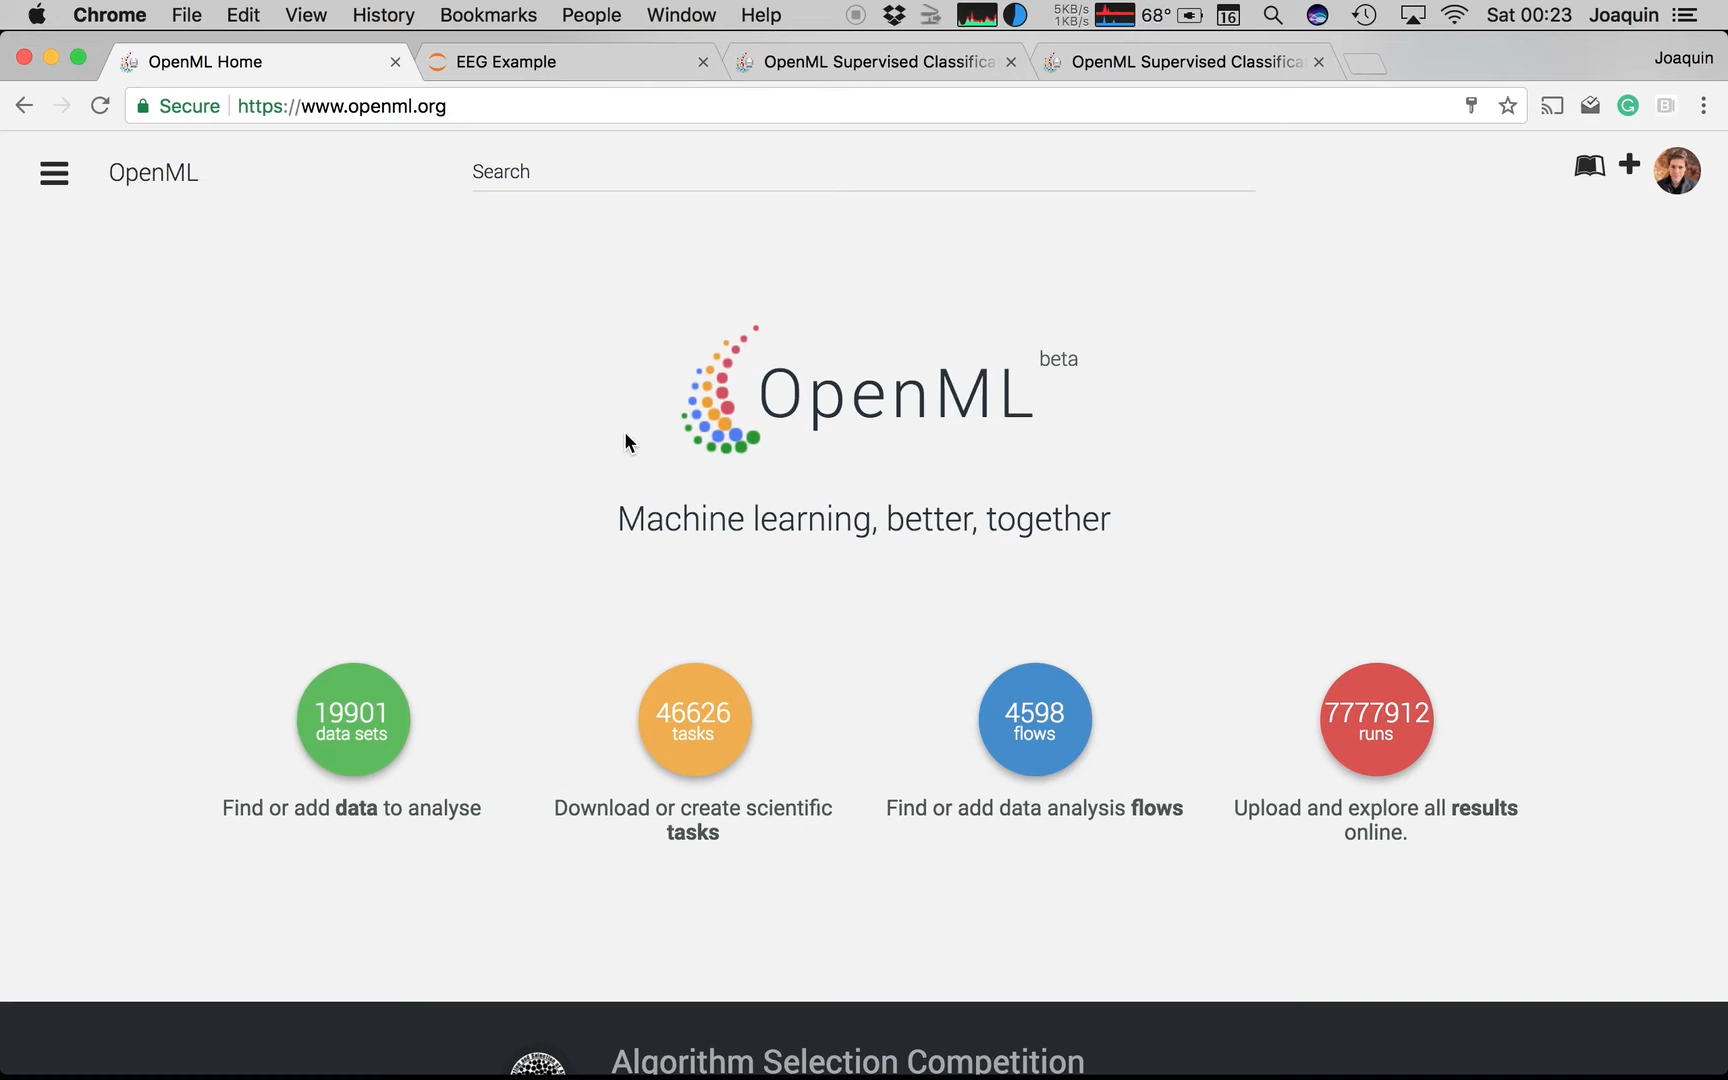 Chrome File Edit View History Bookmarks People Window Help 5KB/s 1KB/s 68° 16 Sat 00:23 Joaquin
OpenML Home EEG Example OpenML Supervised Classifica OpenML Supervised Classifica Joaquin
Secure https://www.openml.org
OpenML Search
OpenML beta
Machine learning, better, together
19901 46626 4598 7777912
data sets tasks flows runs
Find or add data to analyse Download or create scientific Find or add data analysis flows Upload and explore all results
tasks online.
Algorithm Selection Competition